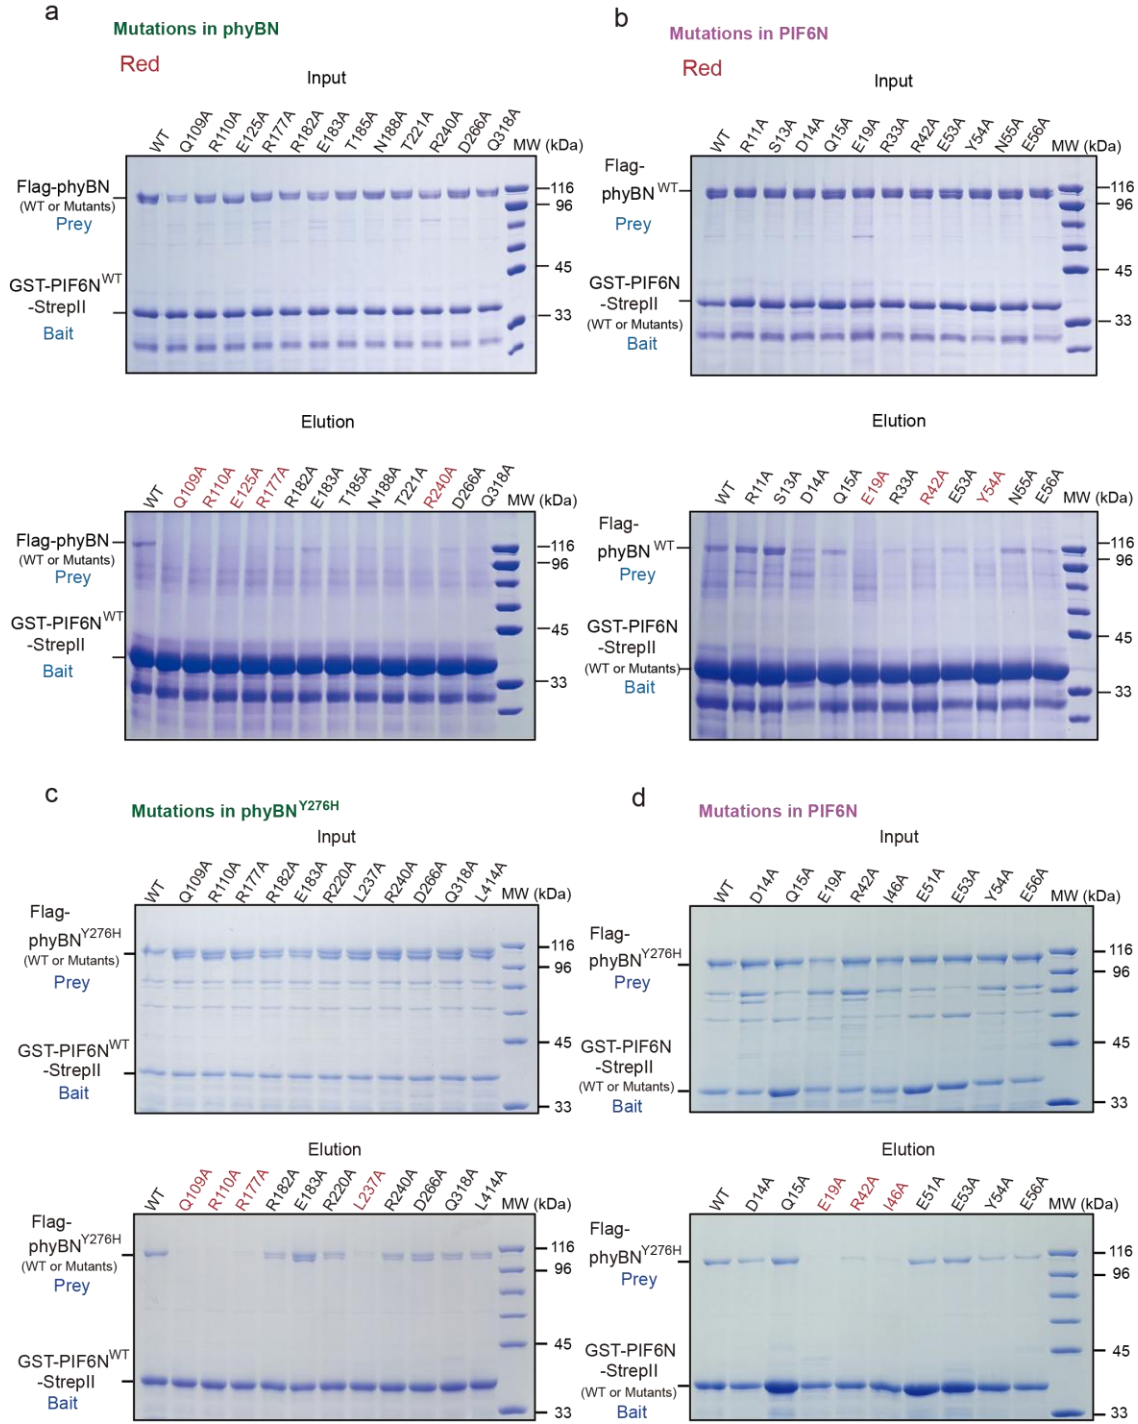 a
Mutations in phyBN
Red
Input
WT Q109A R110A E125A R177A R182A E183A T185A N188A T221A R240A D266A Q318A MW (kDa)
Flag-phyBN
(WT or Mutants)
Prey
GST-PIF6N^WT
-StrepII
Bait
116
96
45
33
Elution
WT Q109A R110A E125A R177A R182A E183A T185A N188A T221A R240A D266A Q318A MW (kDa)
Flag-phyBN
(WT or Mutants)
Prey
GST-PIF6N^WT
-StrepII
Bait
116
96
45
33
b
Mutations in PIF6N
Red
Input
WT R11A S13A D14A Q15A E19A R33A R42A E53A Y54A N55A E56A MW (kDa)
Flag-
phyBN^WT
Prey
GST-PIF6N
-StrepII
(WT or Mutants)
Bait
116
96
45
33
Elution
WT R11A S13A D14A Q15A E19A R33A R42A E53A Y54A N55A E56A MW (kDa)
Flag-
phyBN^WT
Prey
GST-PIF6N
-StrepII
(WT or Mutants)
Bait
116
96
45
33
c
Mutations in phyBN^Y276H
Input
WT Q109A R110A R177A R182A E183A R220A L237A R240A D266A Q318A L414A MW (kDa)
Flag-
phyBN^Y276H
(WT or Mutants)
Prey
GST-PIF6N^WT
-StrepII
Bait
116
96
45
33
Elution
WT Q109A R110A R177A R182A E183A R220A L237A R240A D266A Q318A L414A MW (kDa)
Flag-
phyBN^Y276H
(WT or Mutants)
Prey
GST-PIF6N^WT
-StrepII
Bait
116
96
45
33
d
Mutations in PIF6N
Input
WT D14A Q15A E19A R42A I46A E51A E53A Y54A E56A MW (kDa)
Flag-
phyBN^Y276H
Prey
GST-PIF6N
-StrepII
(WT or Mutants)
Bait
116
96
45
33
Elution
WT D14A Q15A E19A R42A I46A E51A E53A Y54A E56A MW (kDa)
Flag-
phyBN^Y276H
Prey
GST-PIF6N
-StrepII
(WT or Mutants)
Bait
116
96
45
33